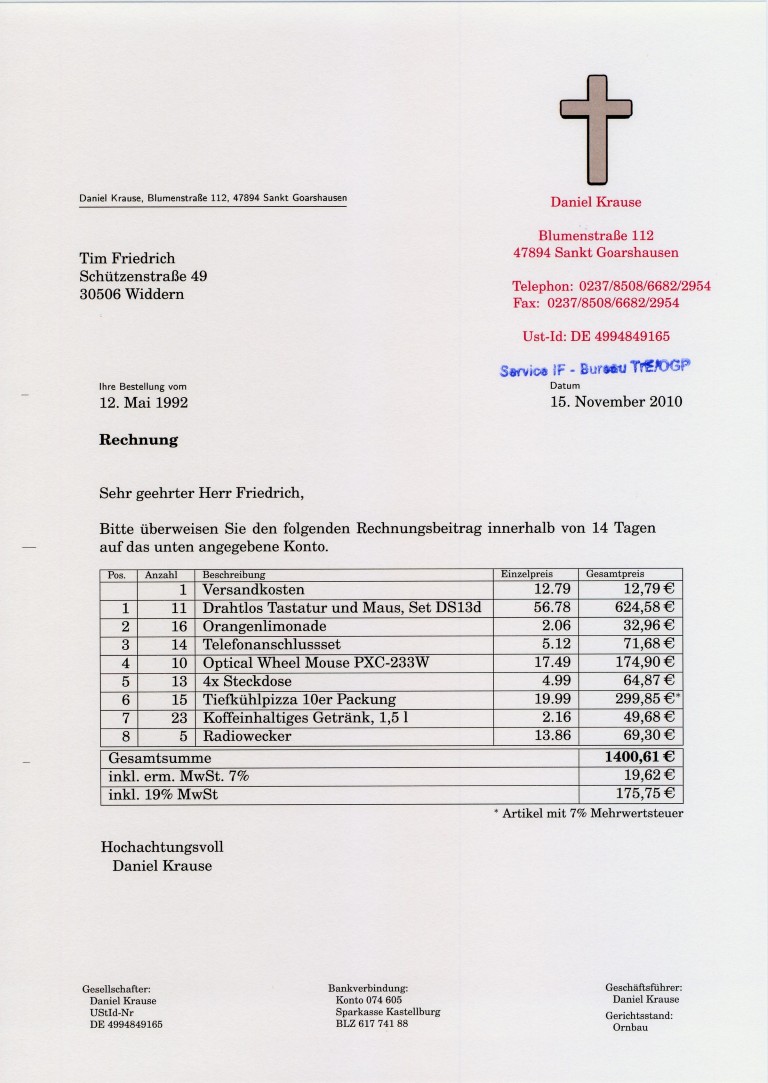 Daniel Krause, Blumenstraße 112, 47894 Sankt Goarshausen
Daniel Krause
Blumenstraße 112
47894 Sankt Goarshausen
Telephon: 0237/8508/6682/2954
Fax: 0237/8508/6682/2954
Ust-Id: DE 4994849165
Tim Friedrich
Schützenstraße 49
30506 Widdern
Service IF - Bureau
Ihre Bestellung vom
12. Mai 1992
Datum
15. November 2010
Rechnung
Sehr geehrter Herr Friedrich,
Bitte überweisen Sie den folgenden Rechnungsbeitrag innerhalb von 14 Tagen
auf das unten angegebene Konto.
Pos. Anzahl Beschreibung Einzelpreis Gesamtpreis
1 Versandkosten 12.79 12,79 €
1 11 Drahtlos Tastatur und Maus, Set DS13d 56.78 624,58 €
2 16 Orangenlimonade 2.06 32,96 €
3 14 Telefonanschlussset 5.12 71,68 €
4 10 Optical Wheel Mouse PXC-233W 17.49 174,90 €
5 13 4x Steckdose 4.99 64,87 €
6 15 Tiefkühlpizza 10er Packung 19.99 299,85 €*
7 23 Koffeinhaltiges Getränk, 1,5 l 2.16 49,68 €
8 5 Radiowecker 13.86 69,30 €
Gesamtsumme 1400,61 €
inkl. erm. MwSt. 7% 19,62 €
inkl. 19% MwSt 175,75 €
* Artikel mit 7% Mehrwertsteuer
Hochachtungsvoll
Daniel Krause
Gesellschafter:
Daniel Krause
UStId-Nr
DE 4994849165
Bankverbindung:
Konto 074 605
Sparkasse Kastellburg
BLZ 617 741 88
Geschäftsführer:
Daniel Krause
Gerichtsstand:
Ornbau